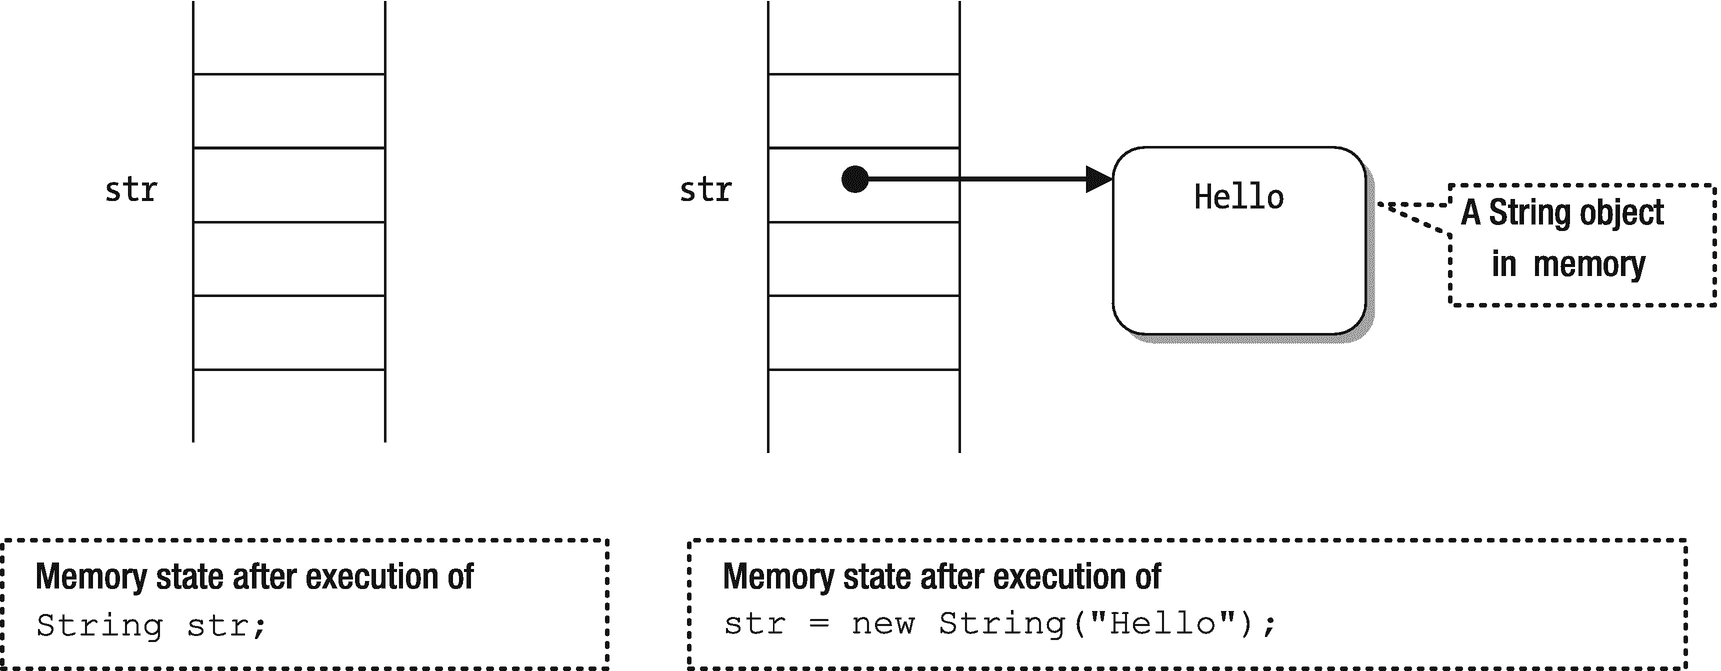 str
str
Hello
A String object
in memory
Memory state after execution of
String str;
Memory state after execution of
str = new String("Hello");